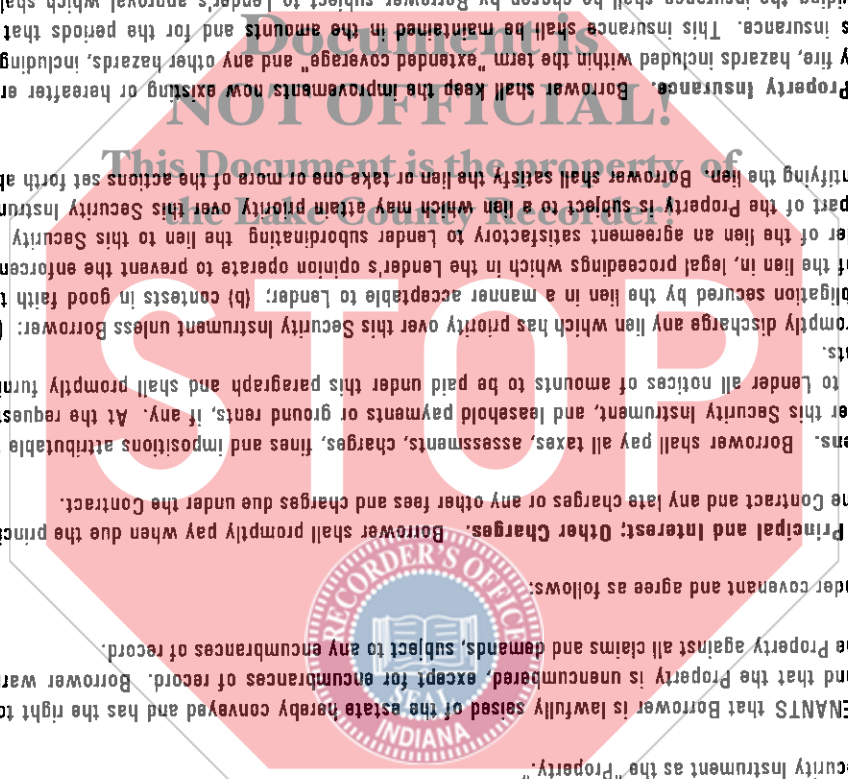 ecurity Instrument as the "Property."
ENANTS that Borrower is lawfully seised of the estate hereby conveyed and has the right to
nd that the Property is unencumbered, except for encumbrances of record. Borrower warr
e Property against all claims and demands, subject to any encumbrances of record.
nder covenant and agree as follows:
Principal and Interest; Other Charges. Borrower shall promptly pay when due the princi
e Contract and any late charges or any other fees and charges due under the Contract.
ens. Borrower shall pay all taxes, assessments, charges, fines and impositions attributable
er this Security Instrument, and leasehold payments or ground rents, if any. At the request
to Lender all notices of amounts to be paid under this paragraph and shall promptly furni
ts.
romptly discharge any lien which has priority over this Security Instrument unless Borrower: (
bligation secured by the lien in a manner acceptable to Lender; (b) contests in good faith t
f the lien in, legal proceedings which in the Lender's opinion operate to prevent the enforcem
er of the lien an agreement satisfactory to Lender subordinating the lien to this Security
part of the Property is subject to a lien which may attain priority over this Security Instrum
ntifying the lien. Borrower shall satisfy the lien or take one or more of the actions set forth ab
Property Insurance. Borrower shall keep the improvements now existing or hereafter er
y fire, hazards included within the term "extended coverage" and any other hazards, including
s insurance. This insurance shall be maintained in the amounts and for the periods that
iding the insurance shall be chosen by Borrower subject to Lender's approval which shal
Document is
NOT OFFICIAL!
This Document is the property of
the Lake County Recorder!
STOP
RECORDER'S OFFICE
SEAL
INDIANA